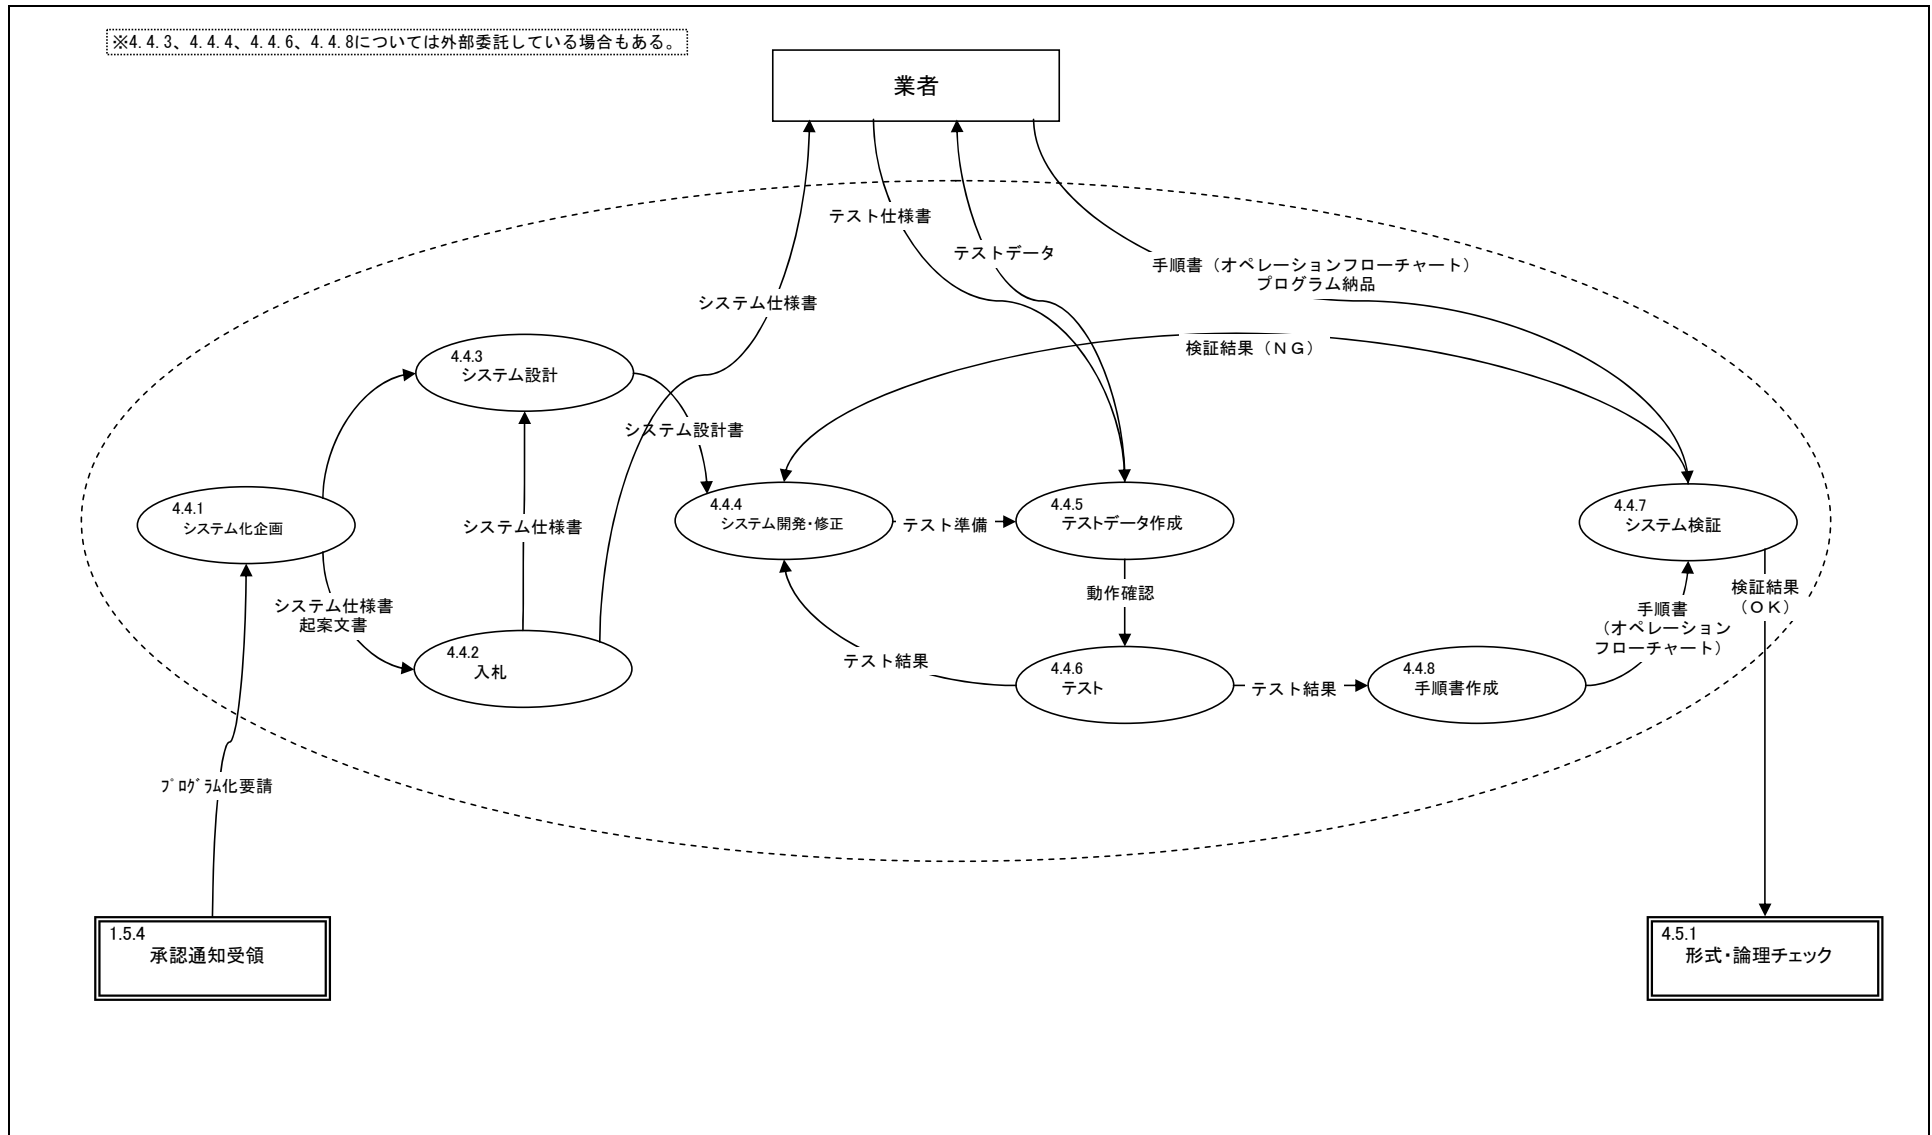 ※4.4.3、4.4.4、4.4.6、4.4.8については外部委託している場合もある。
業者
テスト仕様書
テストデータ
手順書（オペレーションフローチャート）
プログラム納品
システム仕様書
検証結果（ＮＧ）
4.4.3
システム設計
システム設計書
4.4.1
システム化企画
システム仕様書
4.4.4
システム開発・修正
テスト準備
4.4.5
テストデータ作成
4.4.7
システム検証
システム仕様書
起案文書
動作確認
検証結果
（ＯＫ）
手順書
（オペレーション
フローチャート）
4.4.2
入札
テスト結果
4.4.6
テスト
テスト結果
4.4.8
手順書作成
ﾌﾟﾛｸﾞﾗﾑ化要請
1.5.4
承認通知受領
4.5.1
形式・論理チェック